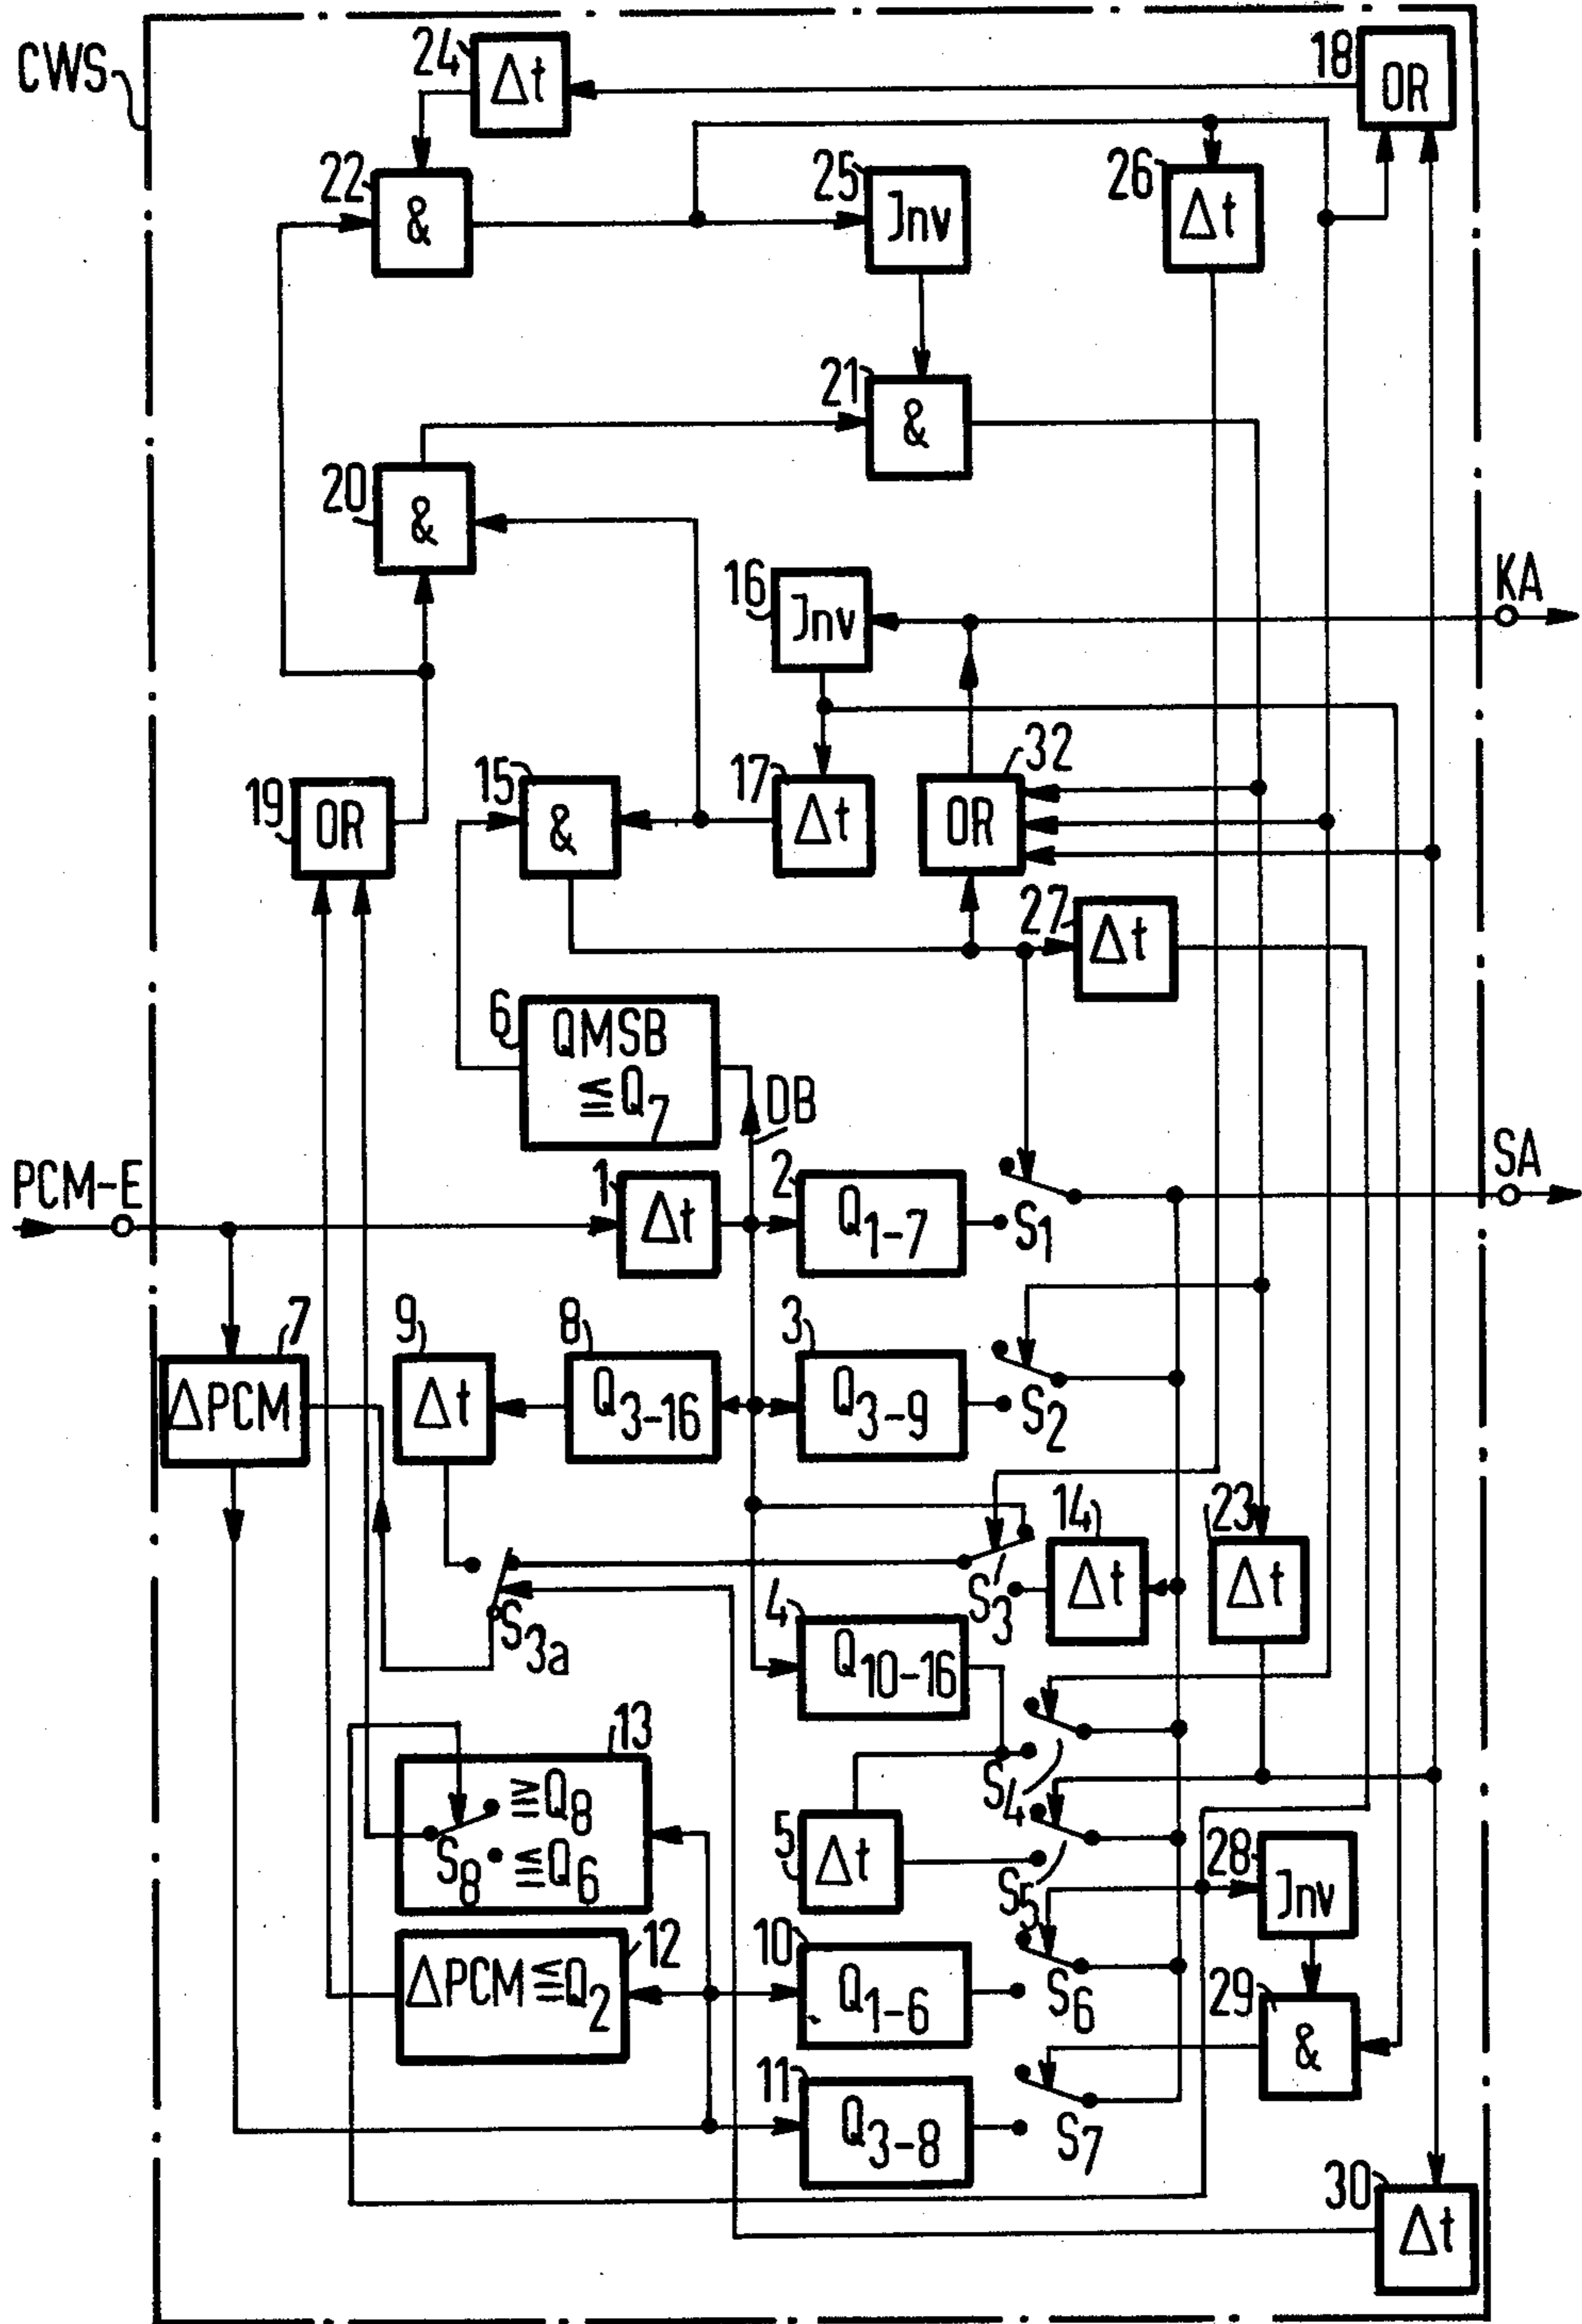 CWS
24
Δt
18
OR
22
&
25
Jnv
26
Δt
21
&
20
&
16
Jnv
KA
19
OR
15
&
17
Δt
32
OR
27
Δt
6
QMSB
≦Q7
DB
PCM-E
1
Δt
2
Q1-7
S1
SA
7
ΔPCM
9
Δt
8
Q3-16
3
Q3-9
S2
S3a
4
Q10-16
S3
14
Δt
23
Δt
13
≧Q8
S8 ≦Q6
S4
5
Δt
S5
28
Jnv
12
ΔPCM≦Q2
10
Q1-6
S6
29
&
11
Q3-8
S7
30
Δt